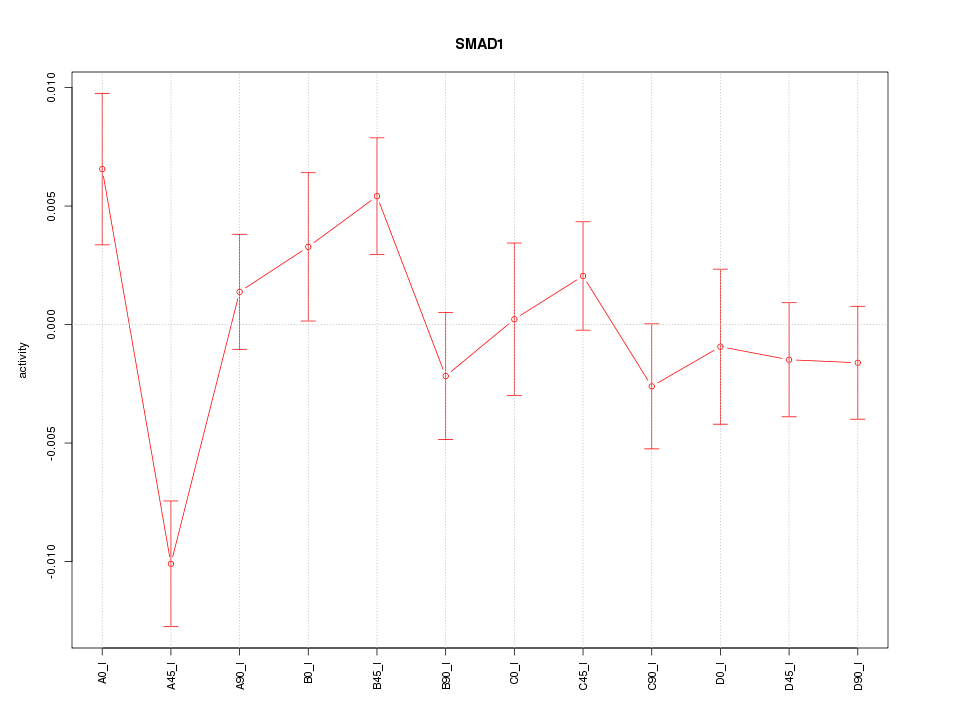 SMAD1
0.010
0.005
0.000
-0.005
-0.010
activity
A0_I
A45_I
A90_I
B0_I
B45_I
B90_I
C0_I
C45_I
C90_I
D0_I
D45_I
D90_I